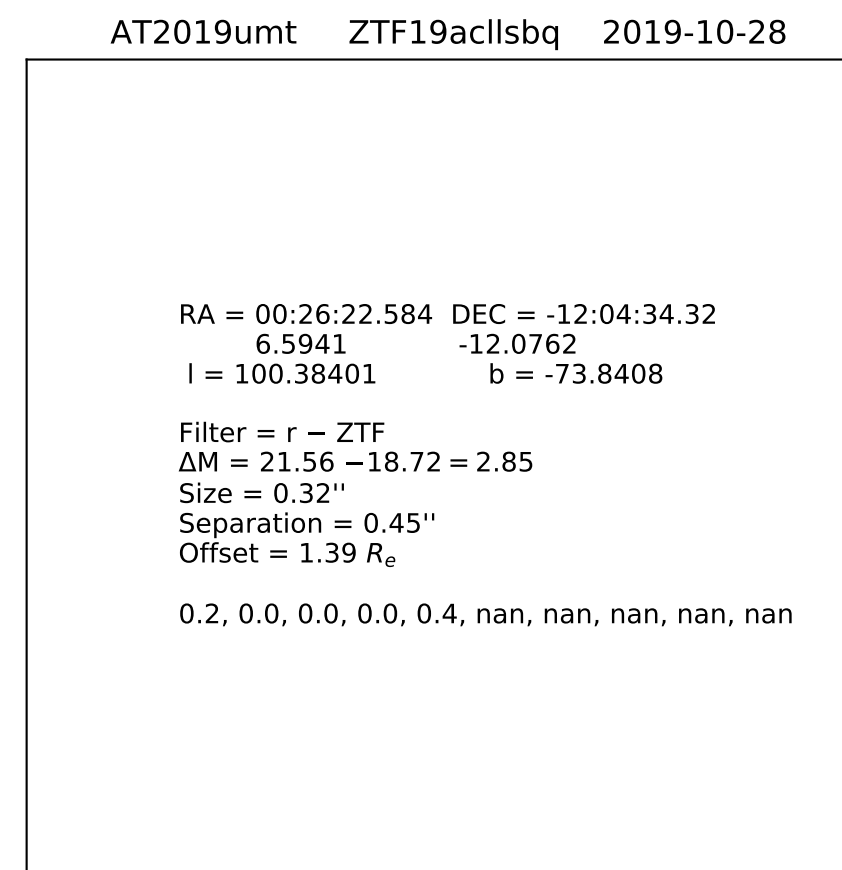 AT2019umt ZTF19acllsbq 2019-10-28
RA = 00:26:22.584 DEC = -12:04:34.32
6.5941 -12.0762
l = 100.38401 b = -73.8408
Filter = r − ZTF
ΔM = 21.56 −18.72 = 2.85
Size = 0.32''
Separation = 0.45''
Offset = 1.39 Re
0.2, 0.0, 0.0, 0.0, 0.4, nan, nan, nan, nan, nan